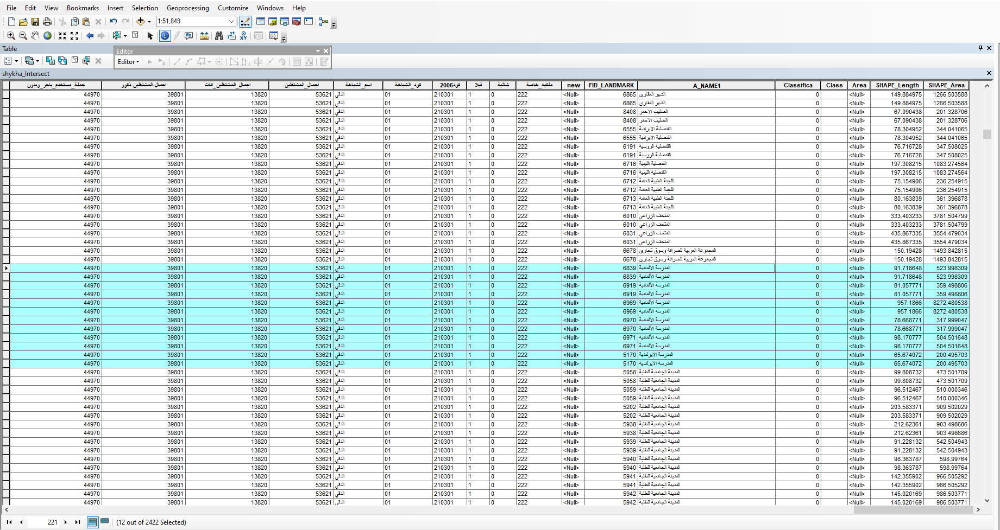 File Edit View Bookmarks Insert Selection Geoprocessing Customize Windows Help
1:51,849
Table
Editor
Editor
shykha_Intersect
جملة_مستخدم_باجر_وبدون اجمال_المشتغلين_ذكور اجمال_المشتغلين_اناث اجمال_المشتغلين اسم_الشياخة كود_الشياخة كود2006 فيلا شالية ملكيه_خاصة new FID_LANDMARK A_NAME1 Classifica Class Area SHAPE_Length SHAPE_Area
44970 39801 13820 53621 الدقي 01 210301 1 0 222 <Null> 6865 الشهر العقارى 0 <Null> 149.884975 1266.503588
44970 39801 13820 53621 الدقي 01 210301 1 0 222 <Null> 6865 الشهر العقارى 0 <Null> 149.884975 1266.503588
44970 39801 13820 53621 الدقي 01 210301 1 0 222 <Null> 8408 الصليب الاحمر 0 <Null> 67.090438 201.328706
44970 39801 13820 53621 الدقي 01 210301 1 0 222 <Null> 8408 الصليب الاحمر 0 <Null> 67.090438 201.328706
44970 39801 13820 53621 الدقي 01 210301 1 0 222 <Null> 6555 القنصلية الايرانية 0 <Null> 78.304952 344.041065
44970 39801 13820 53621 الدقي 01 210301 1 0 222 <Null> 6555 القنصلية الايرانية 0 <Null> 78.304952 344.041065
44970 39801 13820 53621 الدقي 01 210301 1 0 222 <Null> 6191 القنصلية الروسية 0 <Null> 76.716728 347.508025
44970 39801 13820 53621 الدقي 01 210301 1 0 222 <Null> 6191 القنصلية الروسية 0 <Null> 76.716728 347.508025
44970 39801 13820 53621 الدقي 01 210301 1 0 222 <Null> 6716 القنصلية الليبية 0 <Null> 197.308215 1083.274564
44970 39801 13820 53621 الدقي 01 210301 1 0 222 <Null> 6716 القنصلية الليبية 0 <Null> 197.308215 1083.274564
44970 39801 13820 53621 الدقي 01 210301 1 0 222 <Null> 6712 اللجنة الطبية العامة 0 <Null> 75.154906 236.254915
44970 39801 13820 53621 الدقي 01 210301 1 0 222 <Null> 6712 اللجنة الطبية العامة 0 <Null> 75.154906 236.254915
44970 39801 13820 53621 الدقي 01 210301 1 0 222 <Null> 6713 اللجنة الطبية العامة 0 <Null> 80.163839 361.396878
44970 39801 13820 53621 الدقي 01 210301 1 0 222 <Null> 6713 اللجنة الطبية العامة 0 <Null> 80.163839 361.396878
44970 39801 13820 53621 الدقي 01 210301 1 0 222 <Null> 6010 المتحف الزراعى 0 <Null> 333.403233 3781.504799
44970 39801 13820 53621 الدقي 01 210301 1 0 222 <Null> 6010 المتحف الزراعى 0 <Null> 333.403233 3781.504799
44970 39801 13820 53621 الدقي 01 210301 1 0 222 <Null> 6031 المتحف الزراعى 0 <Null> 435.867335 3554.479034
44970 39801 13820 53621 الدقي 01 210301 1 0 222 <Null> 6031 المتحف الزراعى 0 <Null> 435.867335 3554.479034
44970 39801 13820 53621 الدقي 01 210301 1 0 222 <Null> 6678 المجموعة العربية للصرافة وسوق تجارى 0 <Null> 150.19428 1493.842815
44970 39801 13820 53621 الدقي 01 210301 1 0 222 <Null> 6678 المجموعة العربية للصرافة وسوق تجارى 0 <Null> 150.19428 1493.842815
44970 39801 13820 53621 الدقي 01 210301 1 0 222 <Null> 6839 المدرسة الألمانية 0 <Null> 91.718648 523.998309
44970 39801 13820 53621 الدقي 01 210301 1 0 222 <Null> 6839 المدرسة الألمانية 0 <Null> 91.718648 523.998309
44970 39801 13820 53621 الدقي 01 210301 1 0 222 <Null> 6919 المدرسة الألمانية 0 <Null> 81.057771 359.498806
44970 39801 13820 53621 الدقي 01 210301 1 0 222 <Null> 6919 المدرسة الألمانية 0 <Null> 81.057771 359.498806
44970 39801 13820 53621 الدقي 01 210301 1 0 222 <Null> 6969 المدرسة الألمانية 0 <Null> 957.1866 8272.480538
44970 39801 13820 53621 الدقي 01 210301 1 0 222 <Null> 6969 المدرسة الألمانية 0 <Null> 957.1866 8272.480538
44970 39801 13820 53621 الدقي 01 210301 1 0 222 <Null> 6970 المدرسة الألمانية 0 <Null> 78.668771 317.999047
44970 39801 13820 53621 الدقي 01 210301 1 0 222 <Null> 6970 المدرسة الألمانية 0 <Null> 78.668771 317.999047
44970 39801 13820 53621 الدقي 01 210301 1 0 222 <Null> 6971 المدرسة الألمانية 0 <Null> 98.170777 504.501648
44970 39801 13820 53621 الدقي 01 210301 1 0 222 <Null> 6971 المدرسة الألمانية 0 <Null> 98.170777 504.501648
44970 39801 13820 53621 الدقي 01 210301 1 0 222 <Null> 5170 المدرسة الايرلندية 0 <Null> 65.674072 200.495703
44970 39801 13820 53621 الدقي 01 210301 1 0 222 <Null> 5170 المدرسة الايرلندية 0 <Null> 65.674072 200.495703
44970 39801 13820 53621 الدقي 01 210301 1 0 222 <Null> 5058 المدينة الجامعية للطلبة 0 <Null> 99.808732 473.501709
44970 39801 13820 53621 الدقي 01 210301 1 0 222 <Null> 5058 المدينة الجامعية للطلبة 0 <Null> 99.808732 473.501709
44970 39801 13820 53621 الدقي 01 210301 1 0 222 <Null> 5059 المدينة الجامعية للطلبة 0 <Null> 96.512467 510.000346
44970 39801 13820 53621 الدقي 01 210301 1 0 222 <Null> 5059 المدينة الجامعية للطلبة 0 <Null> 96.512467 510.000346
44970 39801 13820 53621 الدقي 01 210301 1 0 222 <Null> 5202 المدينة الجامعية للطلبة 0 <Null> 203.583371 909.502029
44970 39801 13820 53621 الدقي 01 210301 1 0 222 <Null> 5202 المدينة الجامعية للطلبة 0 <Null> 203.583371 909.502029
44970 39801 13820 53621 الدقي 01 210301 1 0 222 <Null> 5938 المدينة الجامعية للطلبة 0 <Null> 212.62361 903.498686
44970 39801 13820 53621 الدقي 01 210301 1 0 222 <Null> 5938 المدينة الجامعية للطلبة 0 <Null> 212.62361 903.498686
44970 39801 13820 53621 الدقي 01 210301 1 0 222 <Null> 5939 المدينة الجامعية للطلبة 0 <Null> 91.228132 542.504943
44970 39801 13820 53621 الدقي 01 210301 1 0 222 <Null> 5939 المدينة الجامعية للطلبة 0 <Null> 91.228132 542.504943
44970 39801 13820 53621 الدقي 01 210301 1 0 222 <Null> 5940 المدينة الجامعية للطلبة 0 <Null> 98.363787 598.99764
44970 39801 13820 53621 الدقي 01 210301 1 0 222 <Null> 5940 المدينة الجامعية للطلبة 0 <Null> 98.363787 598.99764
44970 39801 13820 53621 الدقي 01 210301 1 0 222 <Null> 5941 المدينة الجامعية للطلبة 0 <Null> 142.355902 966.505292
44970 39801 13820 53621 الدقي 01 210301 1 0 222 <Null> 5941 المدينة الجامعية للطلبة 0 <Null> 142.355902 966.505292
44970 39801 13820 53621 الدقي 01 210301 1 0 222 <Null> 5942 المدينة الجامعية للطلبة 0 <Null> 145.020169 986.503771
44970 39801 13820 53621 الدقي 01 210301 1 0 222 <Null> 5942 المدينة الجامعية للطلبة 0 <Null> 145.020169 986.503771
221 (12 out of 2422 Selected)